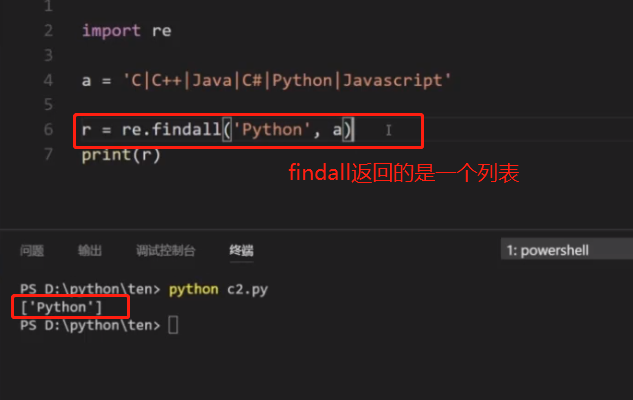 1
2 import re
3
4 a = 'C|C++|Java|C#|Python|Javascript'
5
6 r = re.findall('Python', a)
7 print(r)
findall返回的是一个列表
问题 输出 调试控制台 终端 1: powershell
PS D:\python\ten> python c2.py
['Python']
PS D:\python\ten>